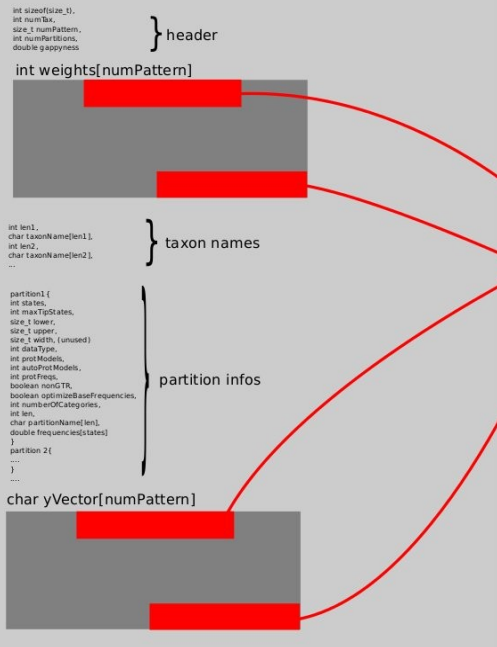 int sizeof(size_t),
int numTax,
size_t numPattern,
int numPartitions,
double gappyness
header
int weights[numPattern]
int len1,
char taxonName[len1],
int len2,
char taxonName[len2],
...
taxon names
partition1 {
int states,
int maxTipStates,
size_t lower,
size_t upper,
size_t width, (unused)
int dataType,
int protModels,
int autoProtModels,
int protFreqs,
boolean nonGTR,
boolean optimizeBaseFrequencies,
int numberOfCategories,
int len,
char partitionName[len],
double frequencies[states]
}
partition 2{
....
}
....
partition infos
char yVector[numPattern]